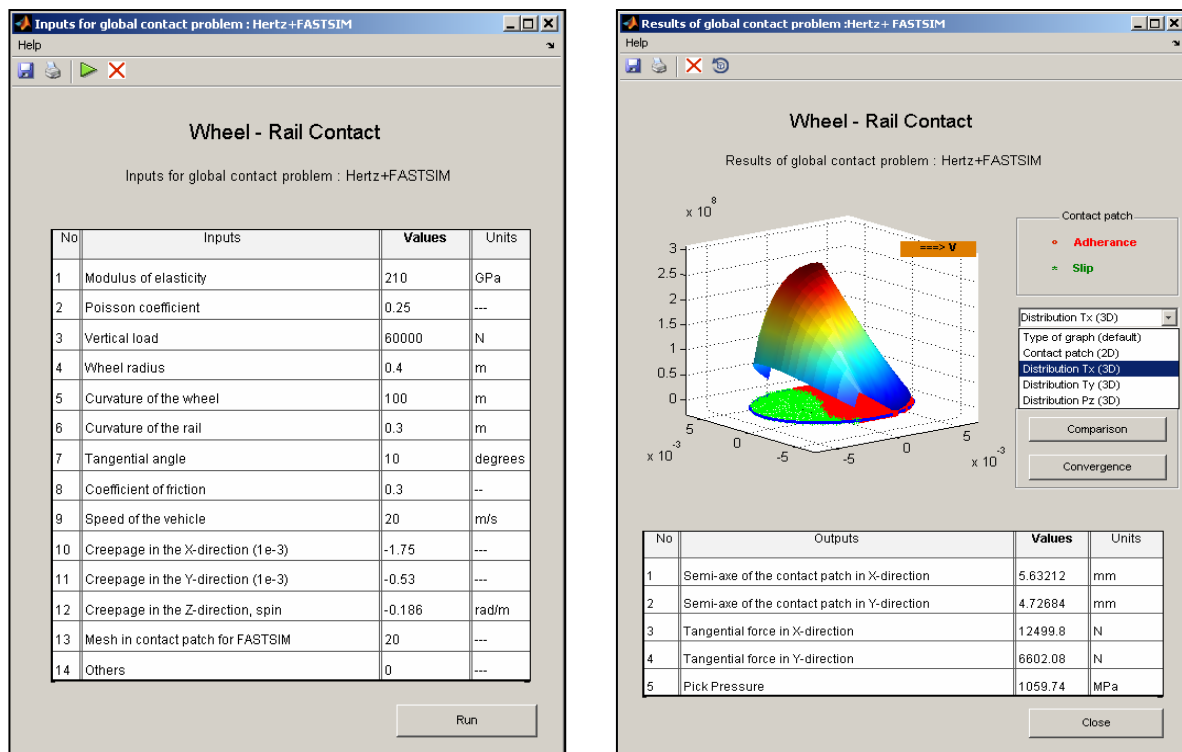 Inputs for global contact problem : Hertz+FASTSIM
Help
Wheel - Rail Contact
Inputs for global contact problem : Hertz+FASTSIM
No Inputs Values Units
1 Modulus of elasticity 210 GPa
2 Poisson coefficient 0.25 ---
3 Vertical load 60000 N
4 Wheel radius 0.4 m
5 Curvature of the wheel 100 m
6 Curvature of the rail 0.3 m
7 Tangential angle 10 degrees
8 Coefficient of friction 0.3 --
9 Speed of the vehicle 20 m/s
10 Creepage in the X-direction (1e-3) -1.75 ---
11 Creepage in the Y-direction (1e-3) -0.53 ---
12 Creepage in the Z-direction, spin -0.186 rad/m
13 Mesh in contact patch for FASTSIM 20 ---
14 Others 0 ---
Run
Results of global contact problem :Hertz+ FASTSIM
Help
Wheel - Rail Contact
Results of global contact problem : Hertz+FASTSIM
x 10^8
3
2.5
2
1.5
1
0.5
0
5
0
-5
x 10^-3
-5
0
5
x 10^-3
===> V
Contact patch
Adherance
Slip
Distribution Tx (3D)
Type of graph (default)
Contact patch (2D)
Distribution Tx (3D)
Distribution Ty (3D)
Distribution Pz (3D)
Comparison
Convergence
No Outputs Values Units
1 Semi-axe of the contact patch in X-direction 5.63212 mm
2 Semi-axe of the contact patch in Y-direction 4.72684 mm
3 Tangential force in X-direction 12499.8 N
4 Tangential force in Y-direction 6602.08 N
5 Pick Pressure 1059.74 MPa
Close